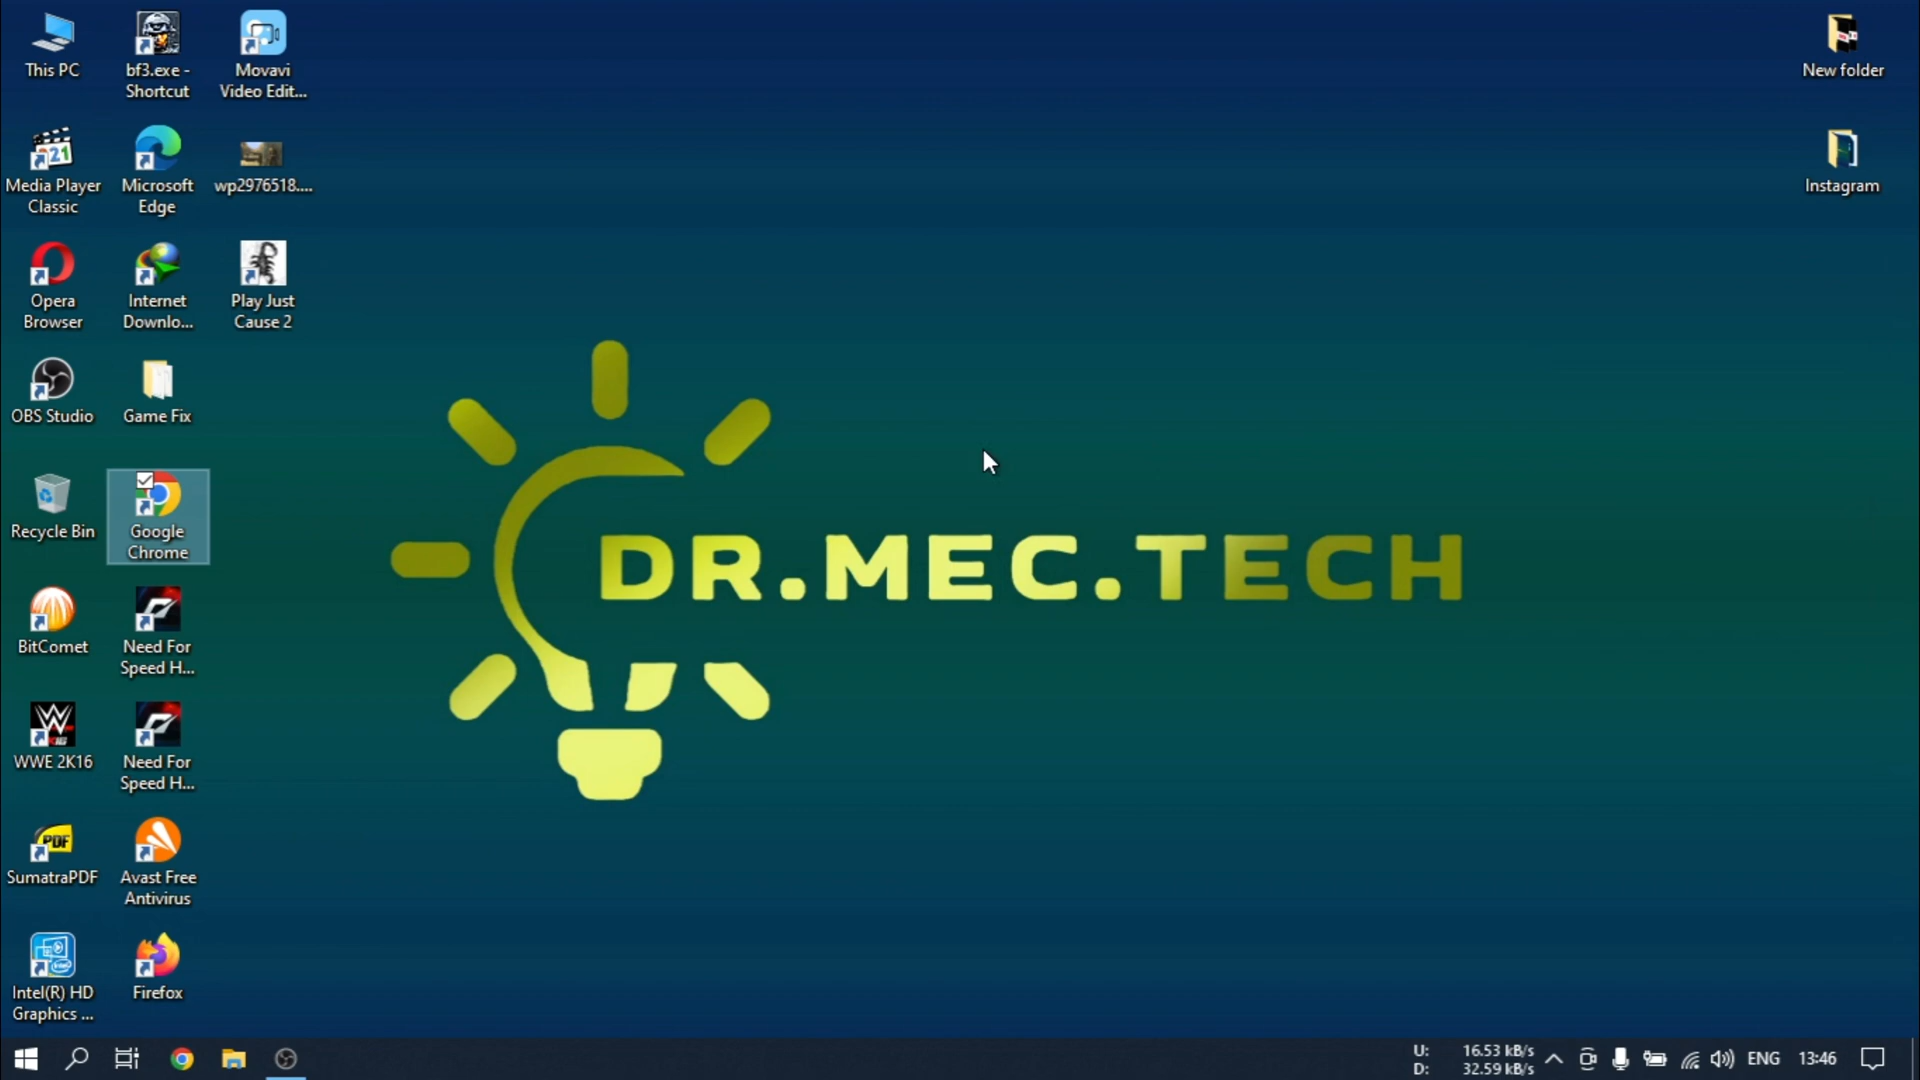 This PC
bf3.exe -
Shortcut
Movavi
Video Edit...
New folder
Media Player
Classic
Microsoft
Edge
wp2976518....
Instagram
Opera
Browser
Internet
Downlo...
Play Just
Cause 2
OBS Studio
Game Fix
Recycle Bin
Google
Chrome
DR.MEC.TECH
BitComet
Need For
Speed H...
WWE 2K16
Need For
Speed H...
SumatraPDF
Avast Free
Antivirus
Intel(R) HD
Graphics ...
Firefox
U: 16.53 kB/s
D: 32.59 kB/s
ENG
13:46